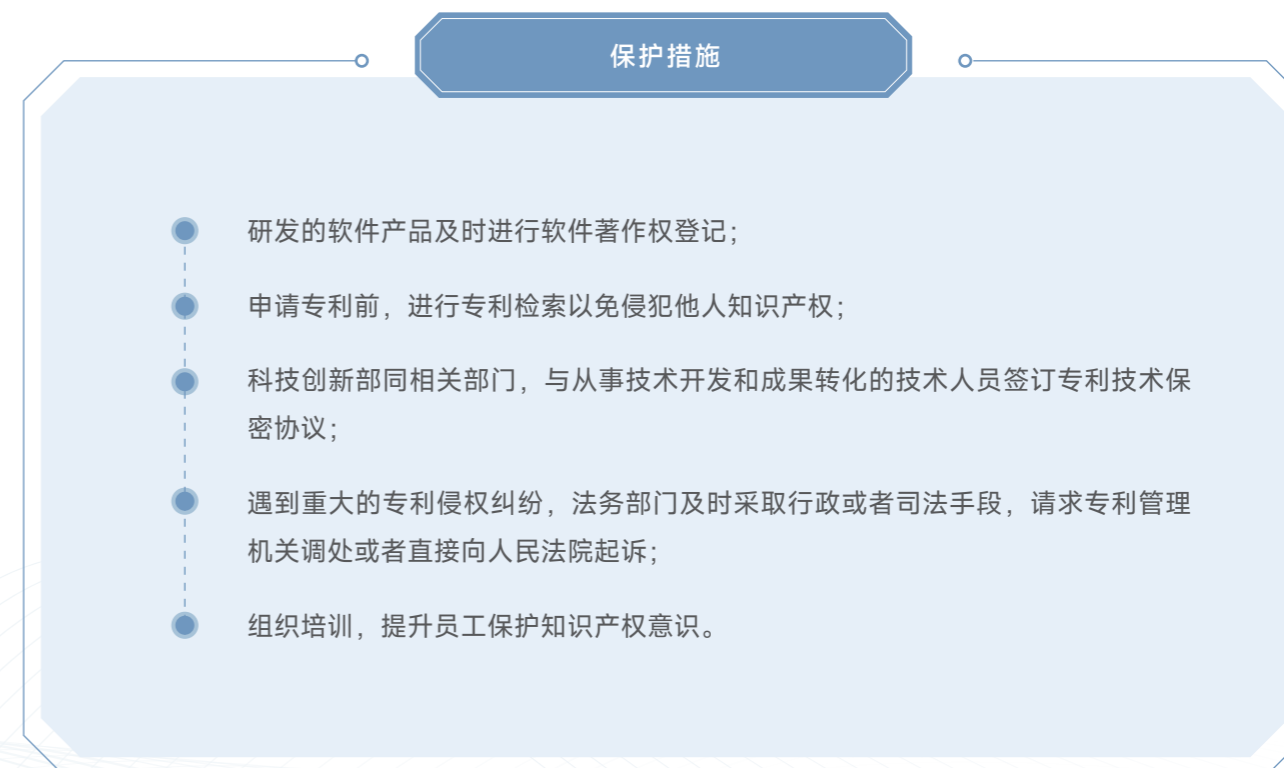 保护措施
研发的软件产品及时进行软件著作权登记；
申请专利前，进行专利检索以免侵犯他人知识产权；
科技创新部同相关部门，与从事技术开发和成果转化的技术人员签订专利技术保
密协议；
遇到重大的专利侵权纠纷，法务部门及时采取行政或者司法手段，请求专利管理
机关调处或者直接向人民法院起诉；
组织培训，提升员工保护知识产权意识。